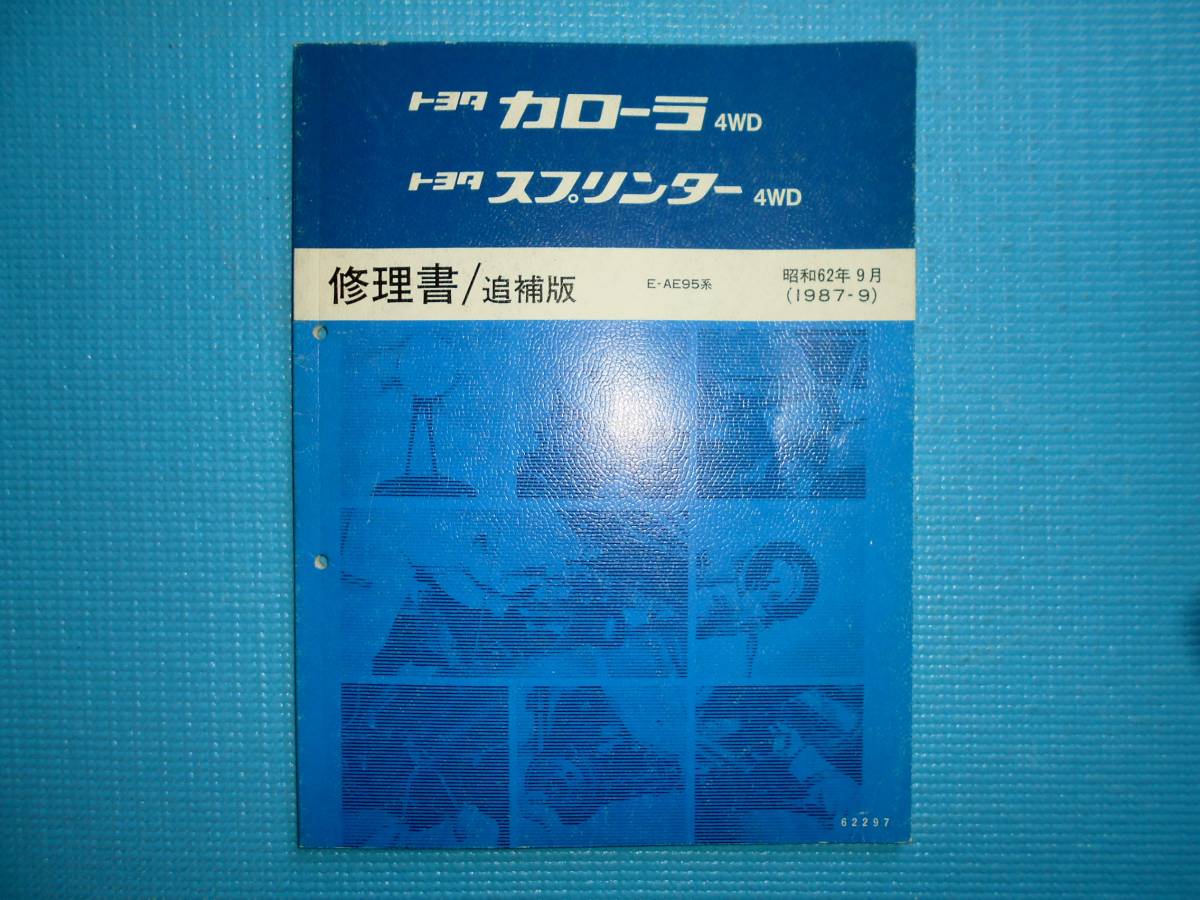 トヨタ カローラ 4WD
トヨタ スプリンター 4WD
修理書/追補版 E-AE95系 昭和62年9月
(1987-9)
62297